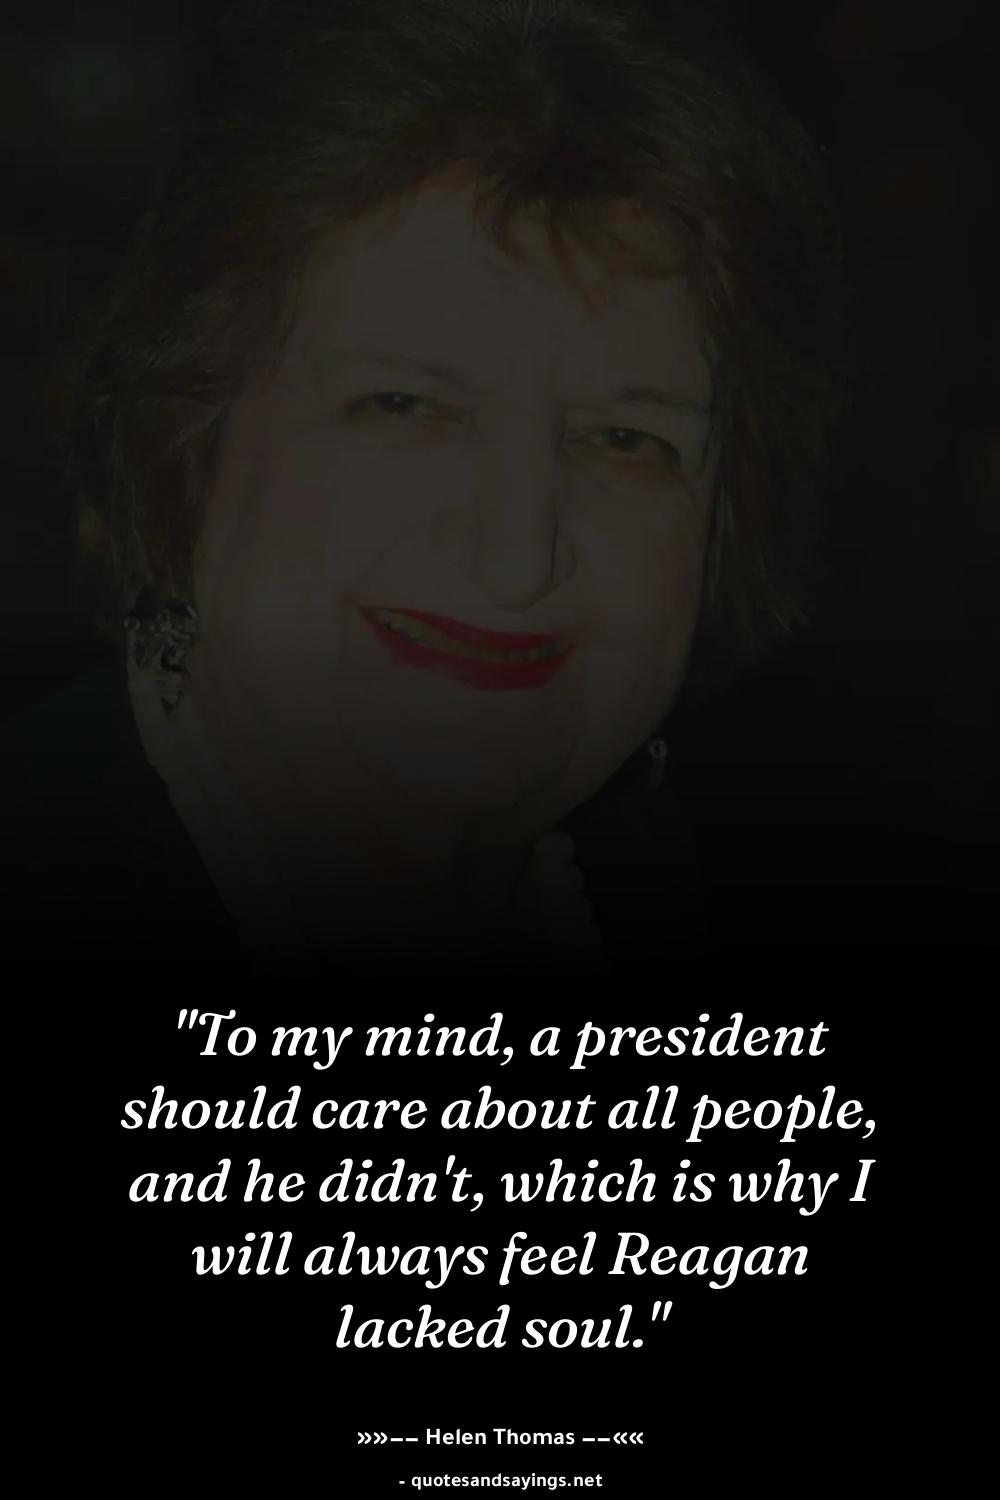 "To my mind, a president
should care about all people,
and he didn't, which is why I
will always feel Reagan
lacked soul."
»»–– Helen Thomas ––««
- quotesandsayings.net